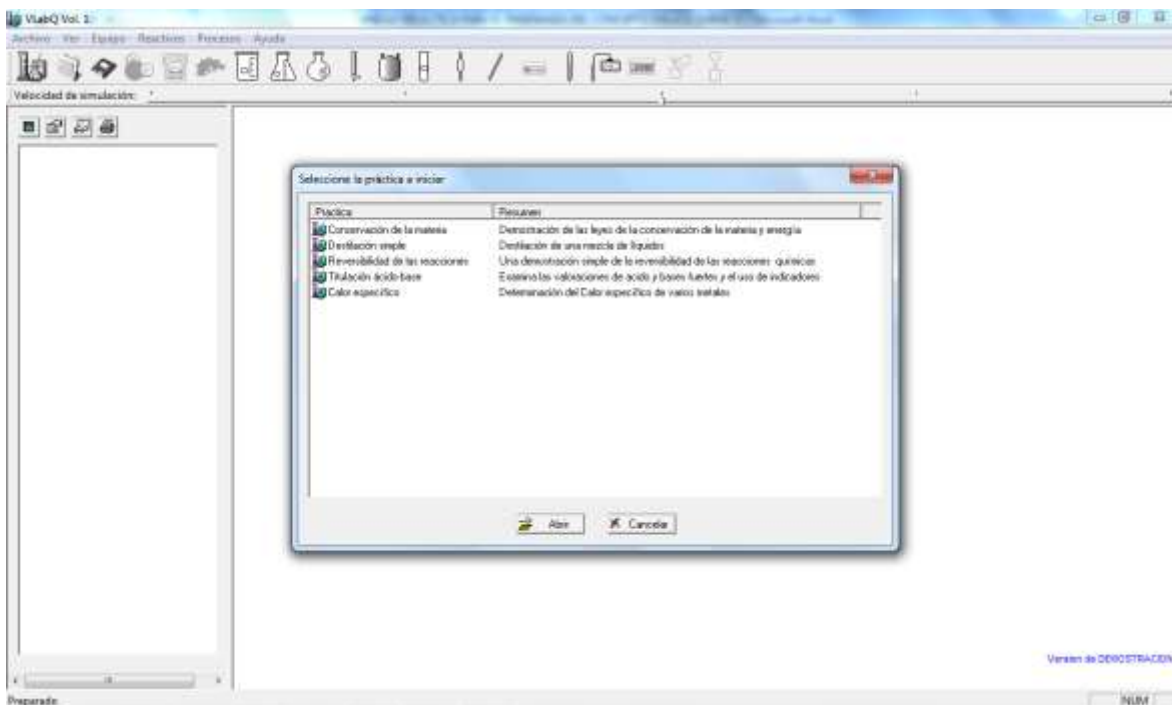 VLabQ Vol. 1:
Archivo Ver Equipo Reactivos Procesos Ayuda
Velocidad de simulación:
Seleccione la práctica a iniciar
Practica Resumen
Conservación de la materia Demostración de las leyes de la conservación de la materia y energía
Destilación simple Destilación de una mezcla de líquidos
Reversibilidad de las reacciones Una demostración simple de la reversibilidad de las reacciones químicas
Titulación ácido-base Examina las valoraciones de acido y bases fuertes y el uso de indicadores
Calor específico Determinación del Calor específico de varios metales
Abrir Cancelar
Version de DEMOSTRACION
Preparado NUM